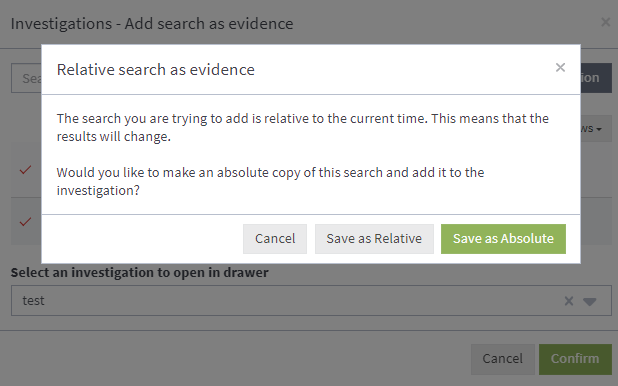 Investigations - Add search as evidence
×
Relative search as evidence
×
Sea
ion
The search you are trying to add is relative to the current time. This means that the
results will change.
ws
Would you like to make an absolute copy of this search and add it to the
investigation?
Cancel
Save as Relative
Save as Absolute
Select an investigation to open in drawer
test
×
Cancel
Confirm